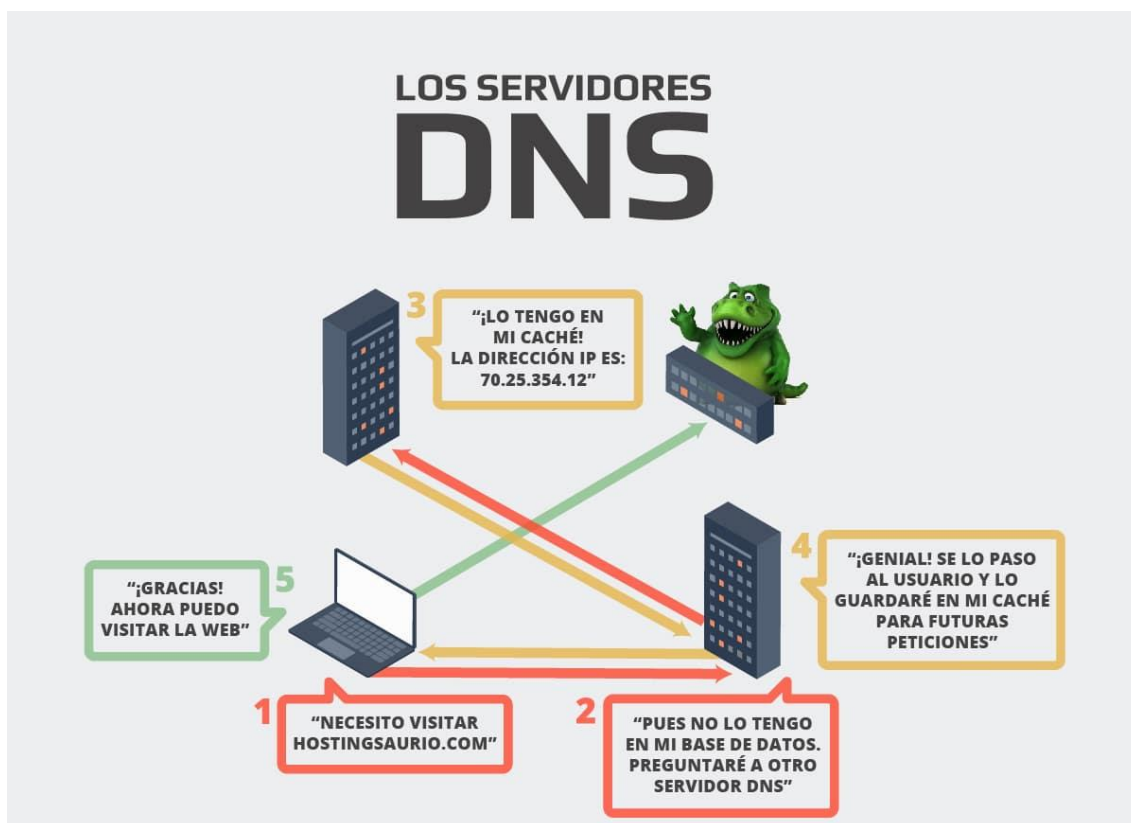 LOS SERVIDORES
DNS
1
“NECESITO VISITAR
HOSTINGSAURIO.COM”
2
“PUES NO LO TENGO
EN MI BASE DE DATOS.
PREGUNTARÉ A OTRO
SERVIDOR DNS”
3
“¡LO TENGO EN
MI CACHÉ!
LA DIRECCIÓN IP ES:
70.25.354.12”
4
“¡GENIAL! SE LO PASO
AL USUARIO Y LO
GUARDARÉ EN MI CACHÉ
PARA FUTURAS
PETICIONES”
5
“¡GRACIAS!
AHORA PUEDO
VISITAR LA WEB”